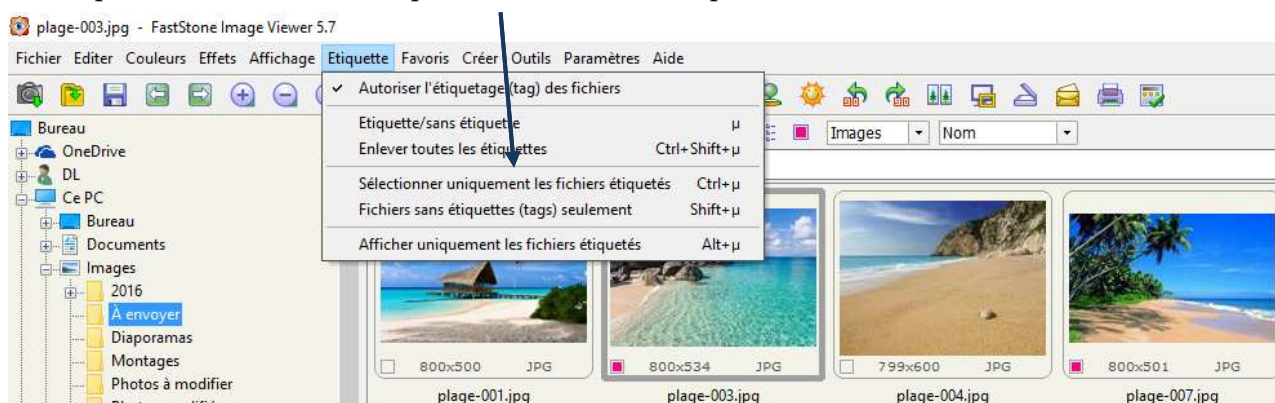 plage-003.jpg - FastStone Image Viewer 5.7
Fichier Editer Couleurs Effets Affichage Etiquette Favoris Créer Outils Paramètres Aide
✓ Autoriser l'étiquetage (tag) des fichiers
Etiquette/sans étiquette µ
Enlever toutes les étiquettes Ctrl+Shift+µ
Sélectionner uniquement les fichiers étiquetés Ctrl+µ
Fichiers sans étiquettes (tags) seulement Shift+µ
Afficher uniquement les fichiers étiquetés Alt+µ
Images Nom
Bureau
OneDrive
DL
Ce PC
Bureau
Documents
Images
2016
À envoyer
Diaporamas
Montages
Photos à modifier
800x500 JPG
plage-001.jpg
800x534 JPG
plage-003.jpg
799x600 JPG
plage-004.jpg
800x501 JPG
plage-007.jpg